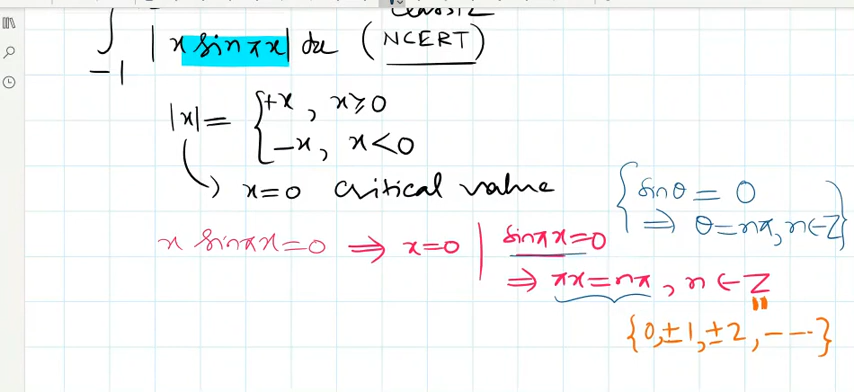 ∫ |x sin πx| dx (NCERT)
−1
|x| = { +x, x ≥ 0
−x, x < 0
x = 0 critical value
{ sin θ = 0
⇒ θ = nπ, n ∈ Z }
x sin πx = 0 ⇒ x = 0 | sin πx = 0
⇒ πx = nπ, n ∈ Z
{0, ±1, ±2, ----}